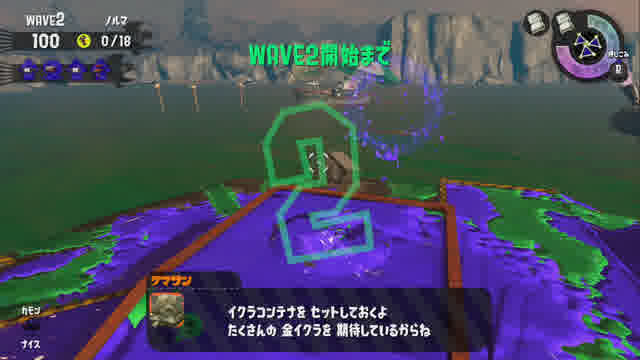 WAVE2 ノルマ
100 0/18
WAVE2開始まで
2
クマサン
イクラコンテナを セットしておくよ
たくさんの 金イクラを 期待しているからね
カモン
ナイス